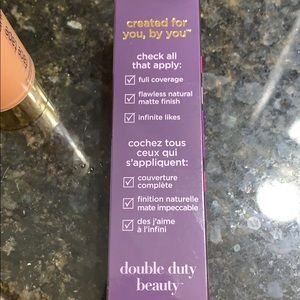 created for
you, by you™
check all
that apply:
☑ full coverage
☑ flawless natural
matte finish
☑ infinite likes
cochez tous
ceux qui
s'appliquent:
☑ couverture
complète
☑ finition naturelle
mate impeccable
☑ des j'aime
à l'infini
double duty
beauty™